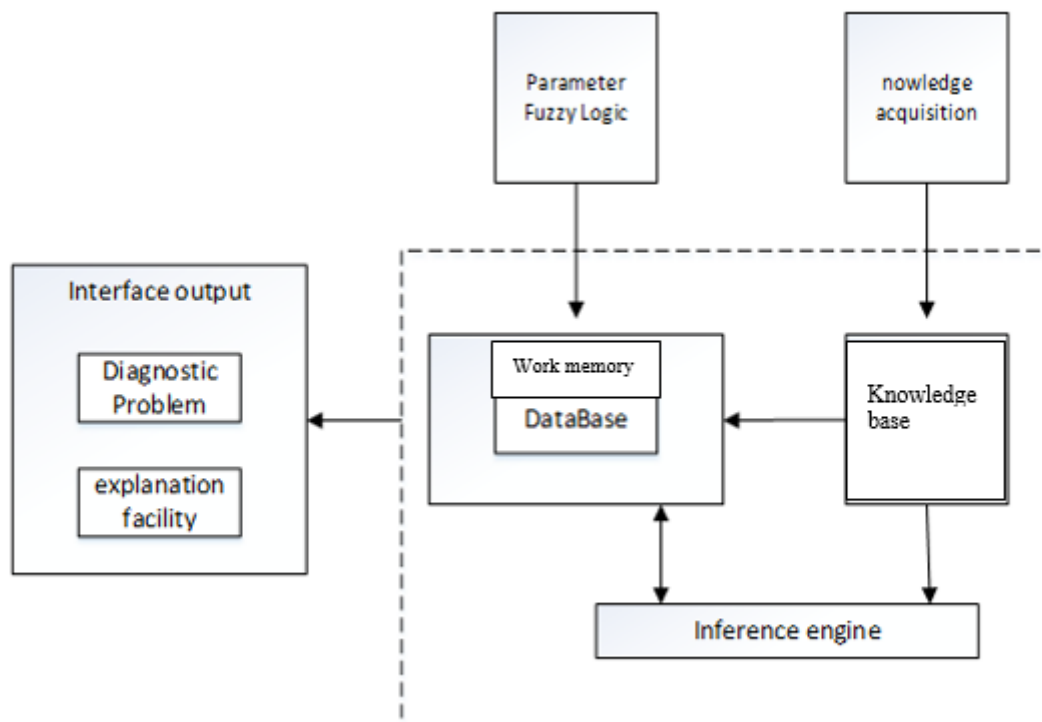 Parameter
Fuzzy Logic
nowledge
acquisition
Interface output
Diagnostic
Problem
explanation
facility
Work memory
DataBase
Knowledge
base
Inference engine